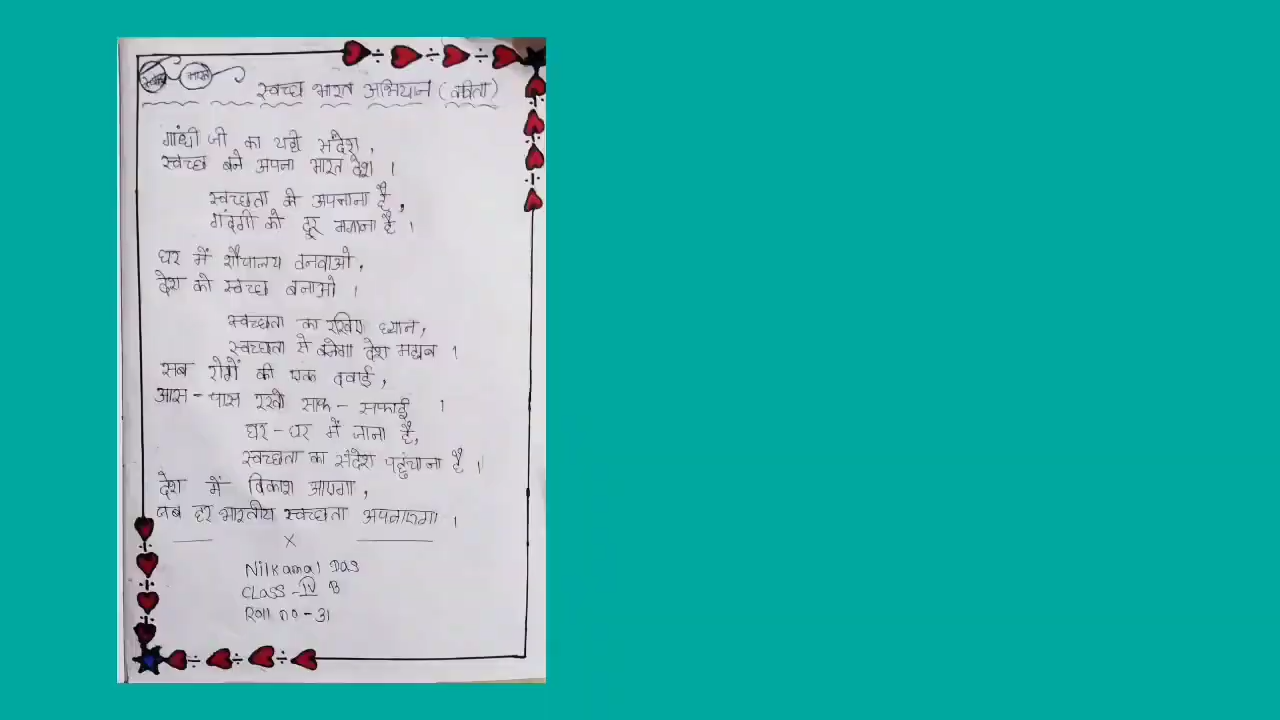 स्वच्छ भारत
स्वच्छ भारत अभियान (कविता)
गांधी जी का यही संदेश,
स्वच्छ बने अपना भारत देश ।
स्वच्छता को अपनाना है,
गंदगी को दूर भगाना है ।
घर में शौचालय बनवाओ,
देश को स्वच्छ बनाओ ।
स्वच्छता का रखिए ध्यान,
स्वच्छता से बनेगा देश महान ।
सब रोगों की एक दवाई,
आस - पास रखो साफ - सफाई ।
घर - घर में जाना है,
स्वच्छता का संदेश पहुंचाना है ।
देश में विकाश आएगा,
जब हर भारतीय स्वच्छता अपनाएगा ।
x
Nilkamal Das
CLASS - IV B
Roll no - 31